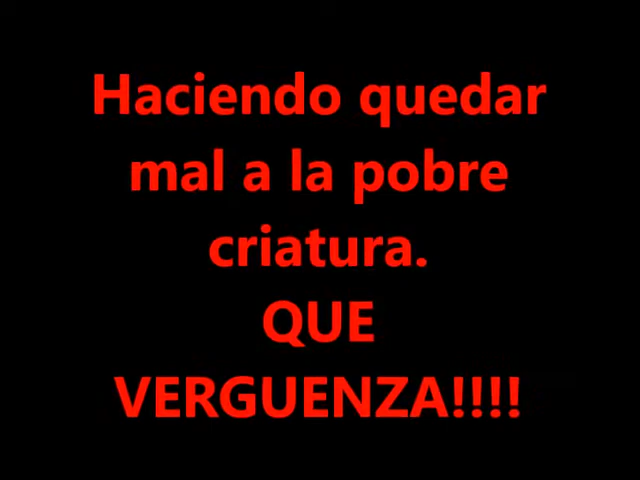 Haciendo quedar
mal a la pobre
criatura.
QUE
VERGUENZA!!!!